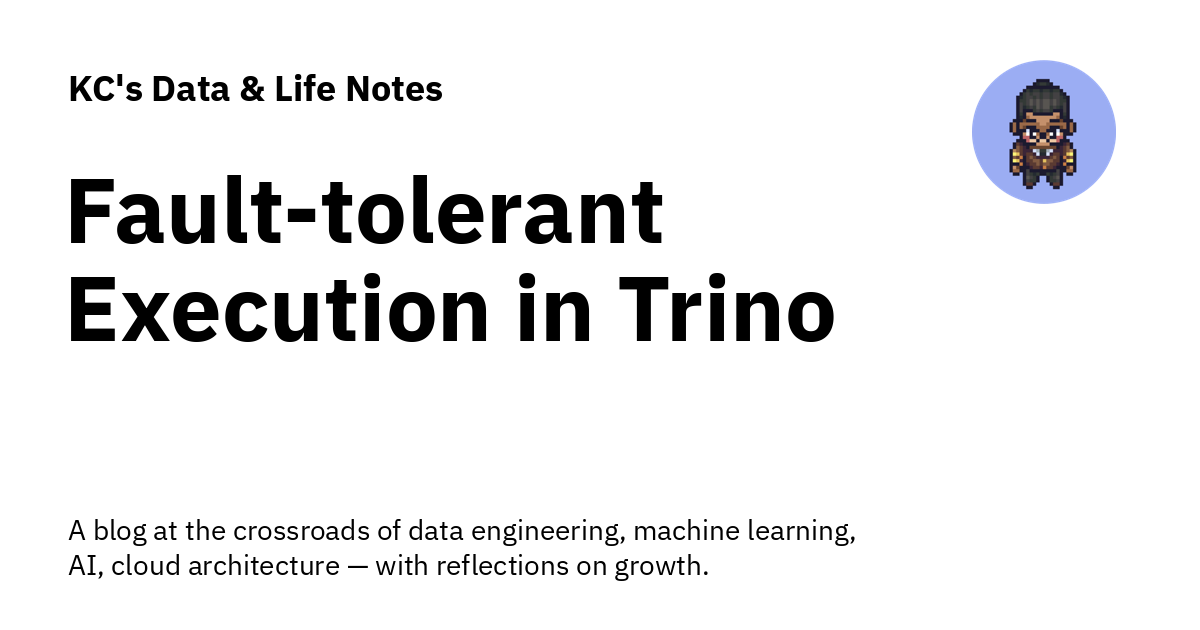 KC's Data & Life Notes
Fault-tolerant
Execution in Trino
A blog at the crossroads of data engineering, machine learning,
AI, cloud architecture — with reflections on growth.